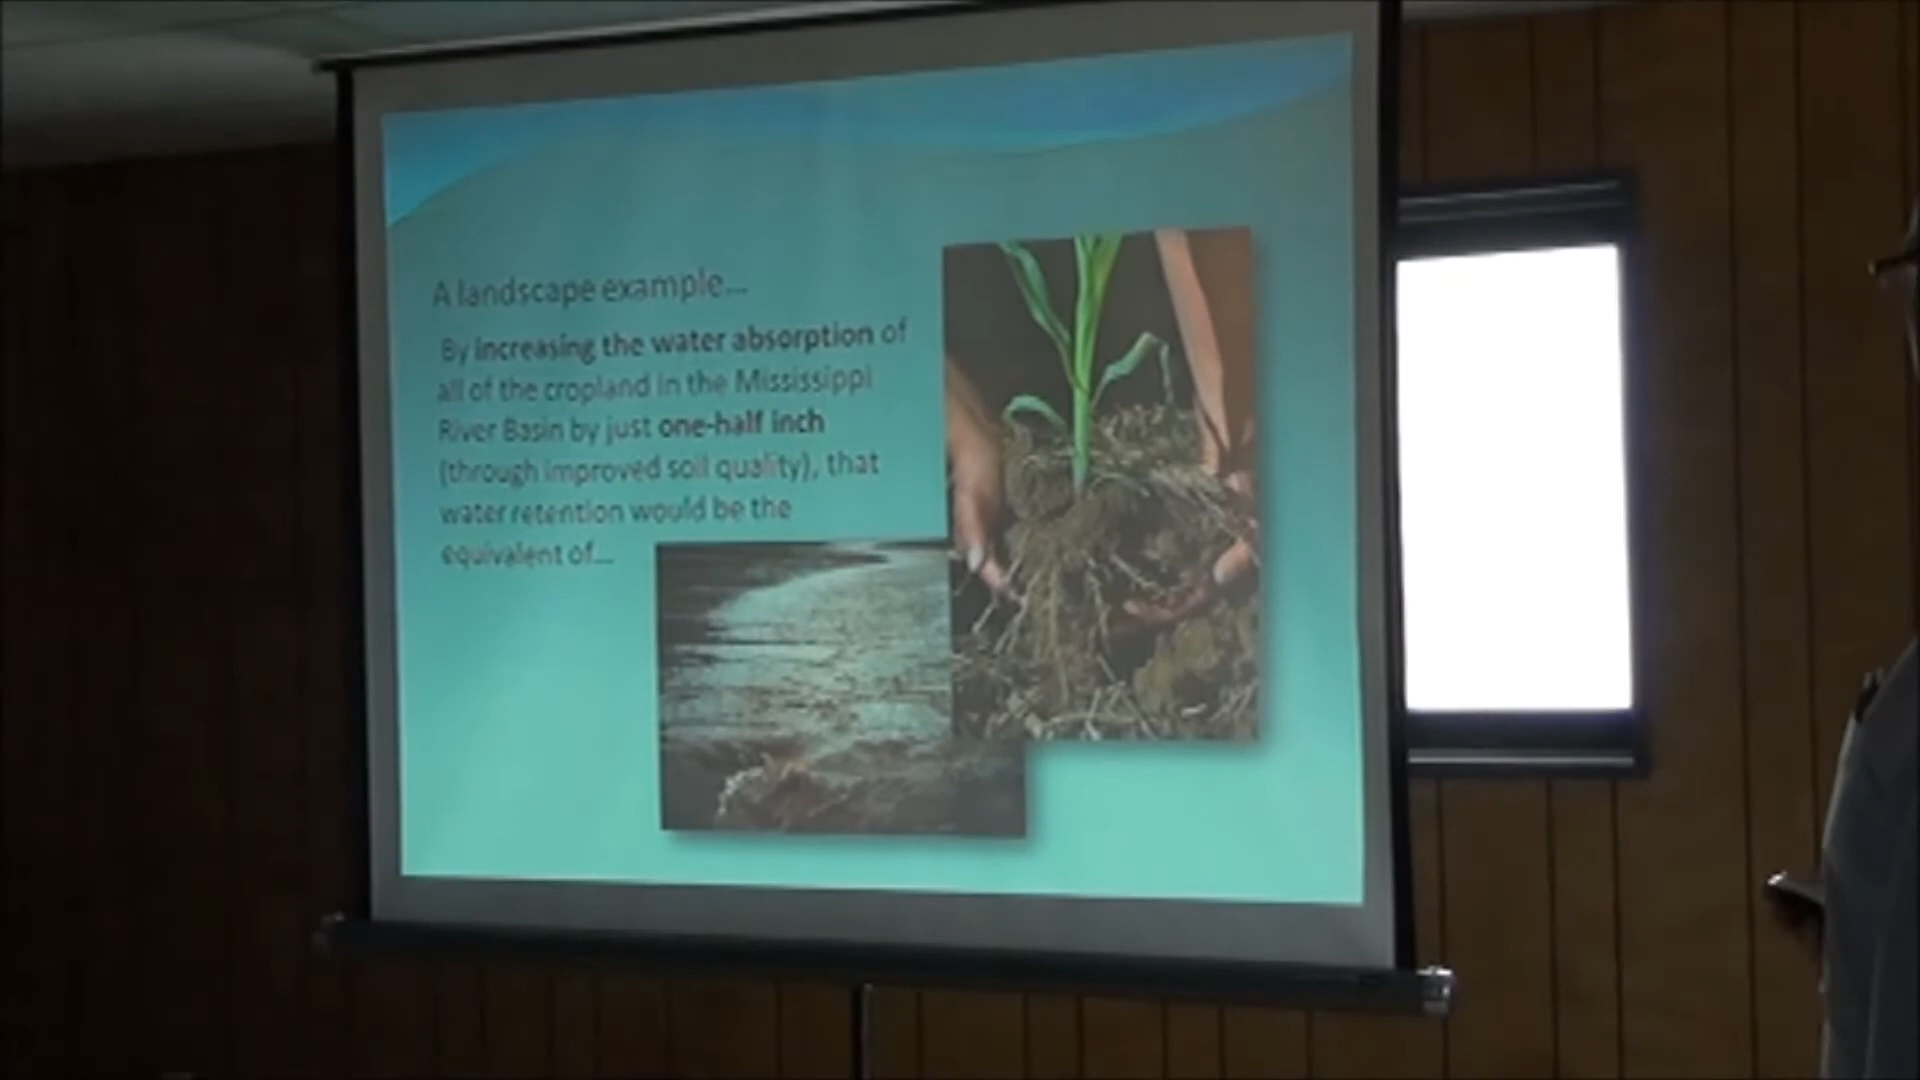 A landscape example...
By increasing the water absorption of
all of the cropland in the Mississippi
River Basin by just one-half inch
(through improved soil quality), that
water retention would be the
equivalent of...